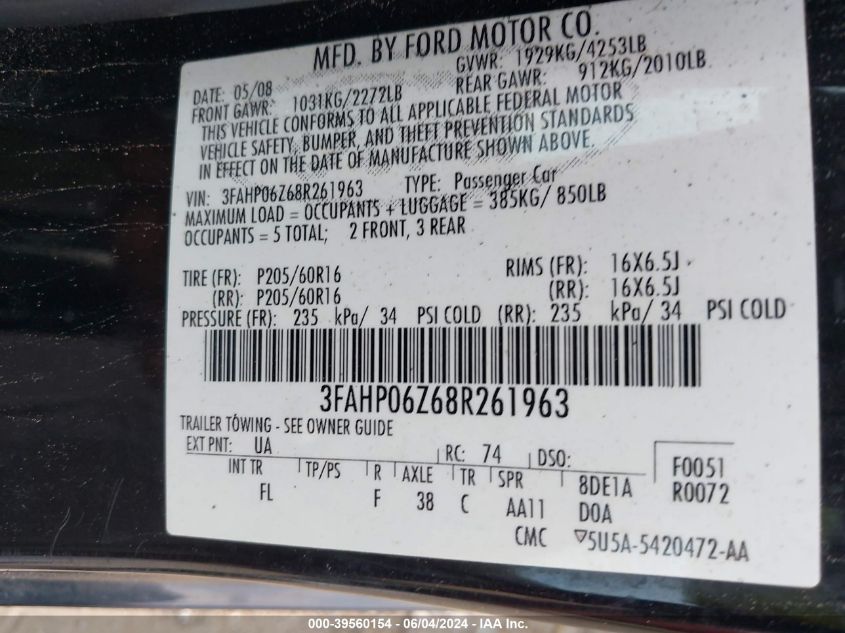 MFD. BY FORD MOTOR CO.
DATE: 05/08 GVWR: 1929KG/4253LB
FRONT GAWR: 1031KG/2272LB REAR GAWR: 912KG/2010LB
THIS VEHICLE CONFORMS TO ALL APPLICABLE FEDERAL MOTOR
VEHICLE SAFETY, BUMPER, AND THEFT PREVENTION STANDARDS
IN EFFECT ON THE DATE OF MANUFACTURE SHOWN ABOVE.
VIN: 3FAHP06Z68R261963 TYPE: Passenger Car
MAXIMUM LOAD = OCCUPANTS + LUGGAGE = 385KG/ 850LB
OCCUPANTS = 5 TOTAL; 2 FRONT, 3 REAR
TIRE (FR): P205/60R16 RIMS (FR): 16X6.5J
(RR): P205/60R16 (RR): 16X6.5J
PRESSURE (FR): 235 kPa/ 34 PSI COLD (RR): 235 kPa/ 34 PSI COLD
3FAHP06Z68R261963
TRAILER TOWING - SEE OWNER GUIDE
EXT PNT: UA RC: 74 DSO: F0051
INT TR TP/PS R AXLE TR SPR 8DE1A R0072
FL F 38 C AA11 DOA
CMC 5U5A-5420472-AA
000-39560154 - 06/04/2024 - IAA Inc.